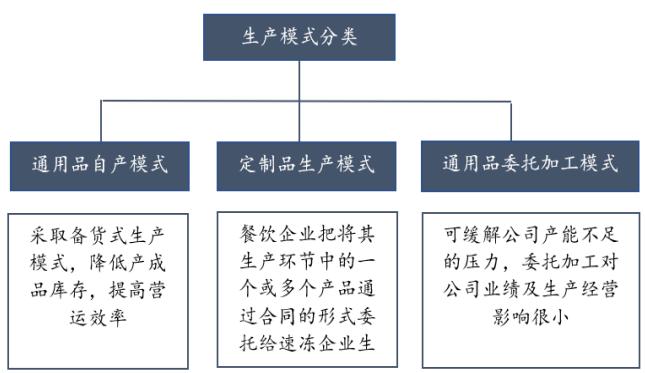 生产模式分类
通用品自产模式
定制品生产模式
通用品委托加工模式
采取备货式生产
模式，降低产成
品库存，提高营
运效率
餐饮企业把将其
生产环节中的一
个或多个产品通
过合同的形式委
托给速冻企业生
可缓解公司产能不足
的压力，委托加工对
公司业绩及生产经营
影响很小